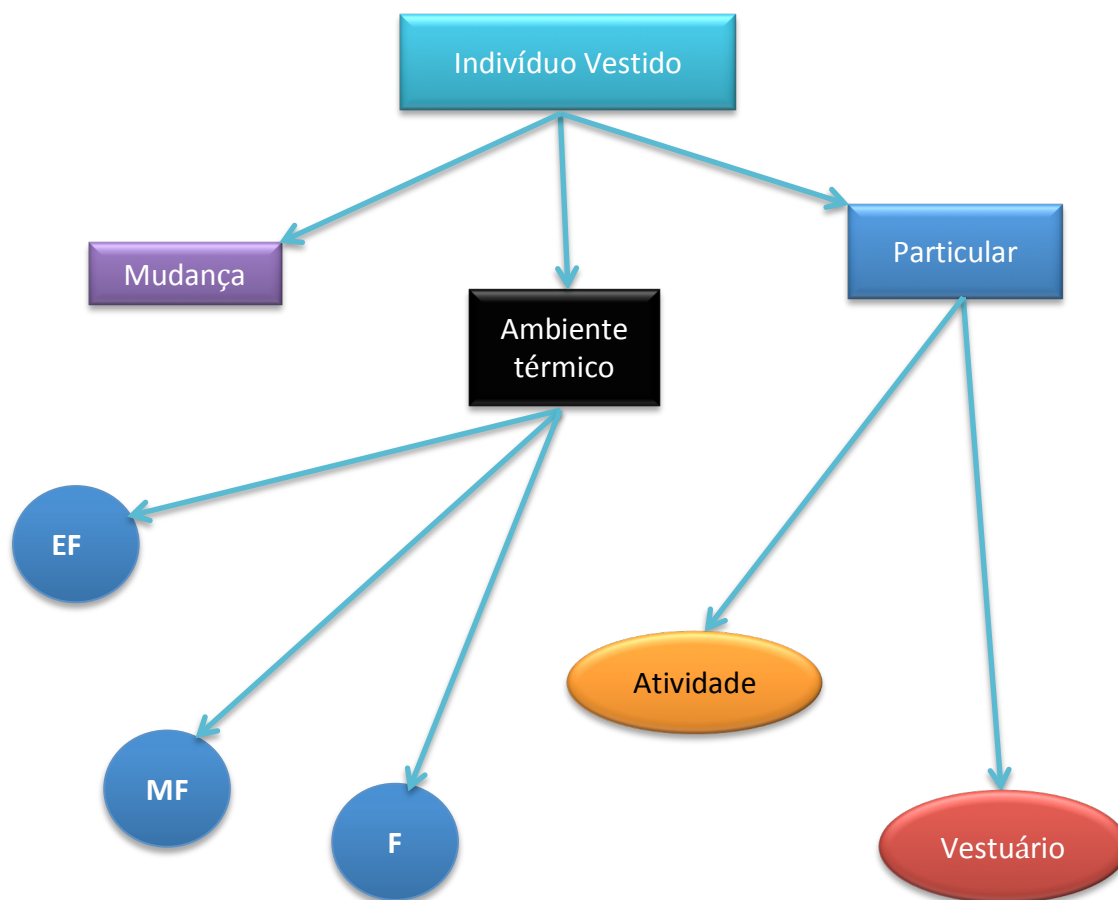 Indivíduo Vestido
Mudança
Particular
Ambiente
térmico
EF
Atividade
MF
F
Vestuário